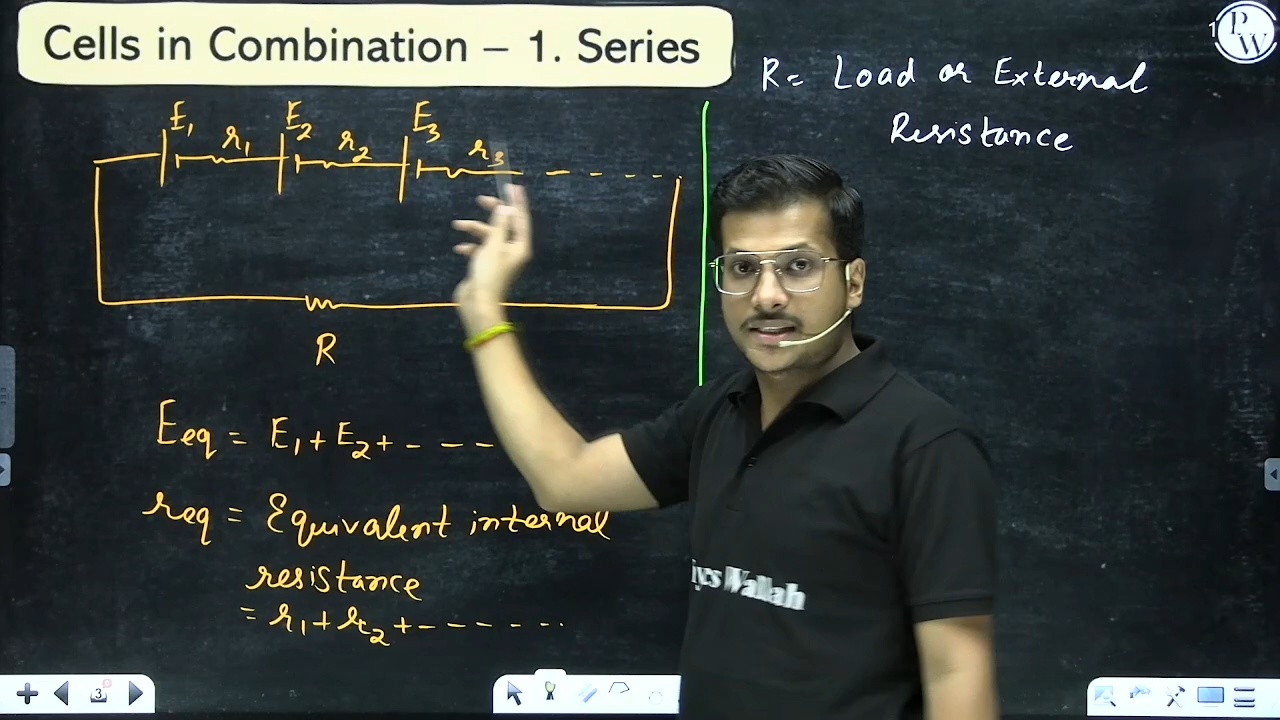 Cells in Combination – 1. Series
R = Load or External
Resistance
E₁ E₂ E₃
r₁ r₂ r₃
R
Eeq = E₁ + E₂ + - - -
req = Equivalent internal
resistance
= r₁ + r₂ + - - - - - -
PW
3
Wallah